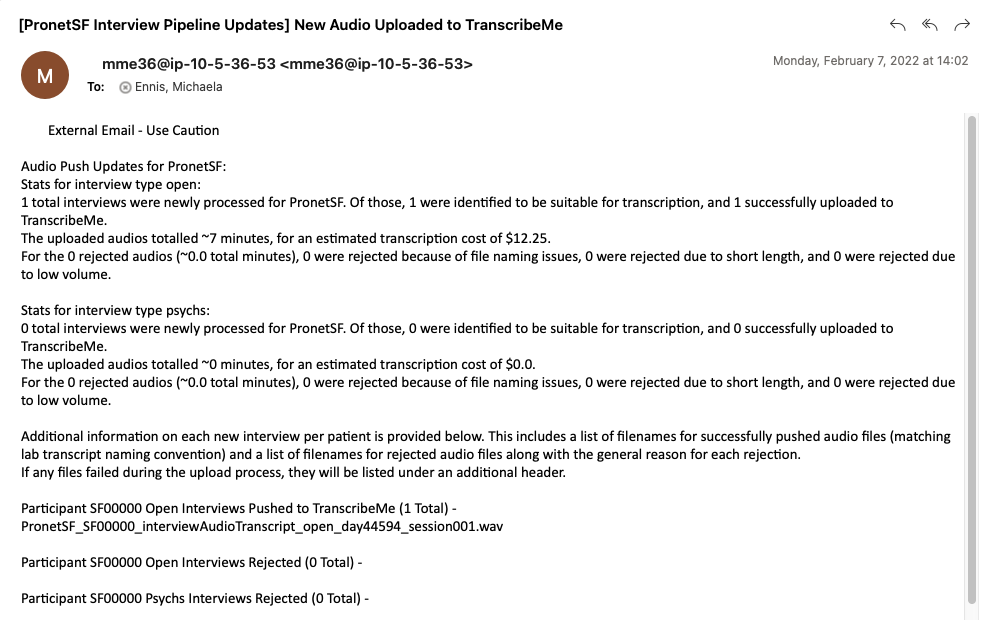 [PronetSF Interview Pipeline Updates] New Audio Uploaded to TranscribeMe
M
mme36@ip-10-5-36-53 <mme36@ip-10-5-36-53>
Monday, February 7, 2022 at 14:02
To: Ennis, Michaela
External Email - Use Caution
Audio Push Updates for PronetSF:
Stats for interview type open:
1 total interviews were newly processed for PronetSF. Of those, 1 were identified to be suitable for transcription, and 1 successfully uploaded to
TranscribeMe.
The uploaded audios totalled ~7 minutes, for an estimated transcription cost of $12.25.
For the 0 rejected audios (~0.0 total minutes), 0 were rejected because of file naming issues, 0 were rejected due to short length, and 0 were rejected due
to low volume.
Stats for interview type psychs:
0 total interviews were newly processed for PronetSF. Of those, 0 were identified to be suitable for transcription, and 0 successfully uploaded to
TranscribeMe.
The uploaded audios totalled ~0 minutes, for an estimated transcription cost of $0.0.
For the 0 rejected audios (~0.0 total minutes), 0 were rejected because of file naming issues, 0 were rejected due to short length, and 0 were rejected due
to low volume.
Additional information on each new interview per patient is provided below. This includes a list of filenames for successfully pushed audio files (matching
lab transcript naming convention) and a list of filenames for rejected audio files along with the general reason for each rejection.
If any files failed during the upload process, they will be listed under an additional header.
Participant SF00000 Open Interviews Pushed to TranscribeMe (1 Total) -
PronetSF_SF00000_interviewAudioTranscript_open_day44594_session001.wav
Participant SF00000 Open Interviews Rejected (0 Total) -
Participant SF00000 Psychs Interviews Rejected (0 Total) -